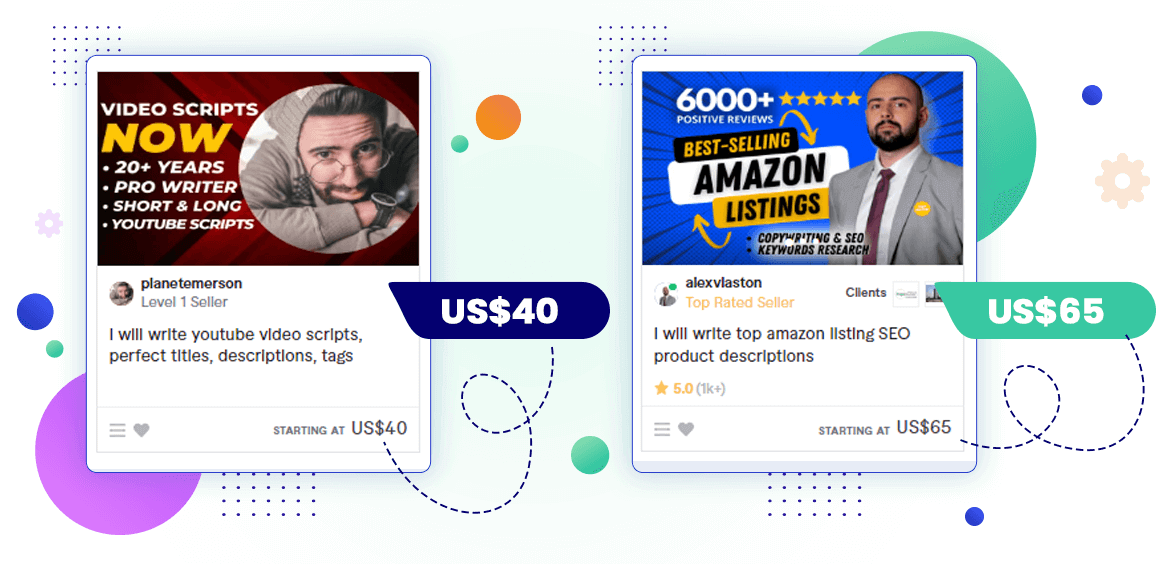 VIDEO SCRIPTS
NOW
• 20+ YEARS
• PRO WRITER
• SHORT & LONG
• YOUTUBE SCRIPTS
planetemerson
Level 1 Seller
I will write youtube video scripts,
perfect titles, descriptions, tags
STARTING AT US$40
US$40
6000+
POSITIVE REVIEWS
BEST-SELLING
AMAZON
LISTINGS
• COPYWRITING & SEO
• KEYWORDS RESEARCH
alexvlaston
Top Rated Seller
Clients
I will write top amazon listing SEO
product descriptions
5.0 (1k+)
STARTING AT US$65
US$65